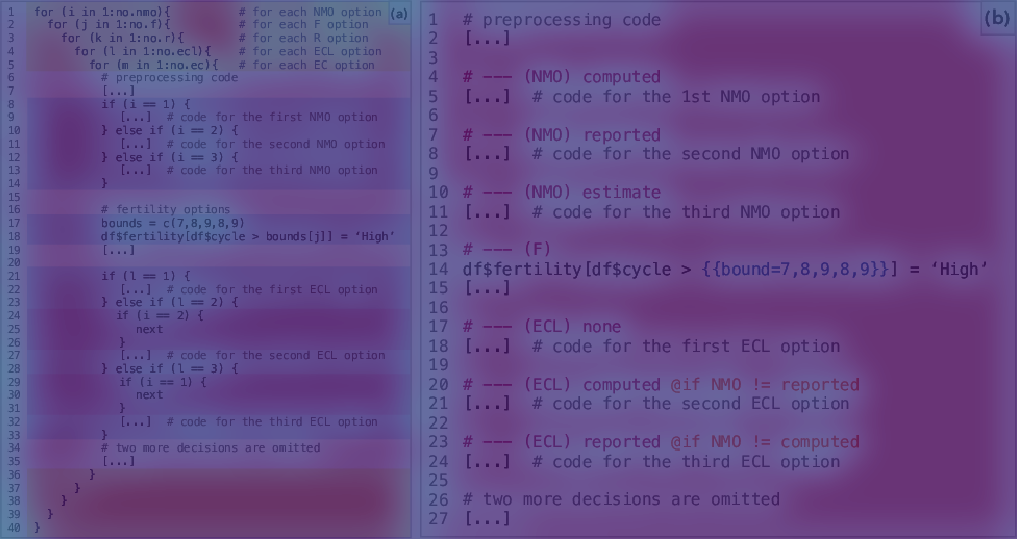 (a)
1 for (i in 1:no.nmo){ # for each NMO option
2 for (j in 1:no.f){ # for each F option
3 for (k in 1:no.r){ # for each R option
4 for (l in 1:no.ecl){ # for each ECL option
5 for (m in 1:no.ec){ # for each EC option
6 # preprocessing code
7 [...]
8 if (i == 1) {
9 [...] # code for the first NMO option
10 } else if (i == 2) {
11 [...] # code for the second NMO option
12 } else if (i == 3) {
13 [...] # code for the third NMO option
14 }
15
16 # fertility options
17 bounds = c(7,8,9,8,9)
18 df$fertility[df$cycle > bounds[j]] = ‘High’
19 [...]
20
21 if (l == 1) {
22 [...] # code for the first ECL option
23 } else if (l == 2) {
24 if (i == 2) {
25 next
26 }
27 [...] # code for the second ECL option
28 } else if (l == 3) {
29 if (i == 1) {
30 next
31 }
32 [...] # code for the third ECL option
33 }
34 # two more decisions are omitted
35 [...]
36 }
37 }
38 }
39 }
40 }
(b)
1 # preprocessing code
2 [...]
3
4 # --- (NMO) computed
5 [...] # code for the 1st NMO option
6
7 # --- (NMO) reported
8 [...] # code for the second NMO option
9
10 # --- (NMO) estimate
11 [...] # code for the third NMO option
12
13 # --- (F)
14 df$fertility[df$cycle > {{bound=7,8,9,8,9}}] = ‘High’
15 [...]
16
17 # --- (ECL) none
18 [...] # code for the first ECL option
19
20 # --- (ECL) computed @if NMO != reported
21 [...] # code for the second ECL option
22
23 # --- (ECL) reported @if NMO != computed
24 [...] # code for the third ECL option
25
26 # two more decisions are omitted
27 [...]